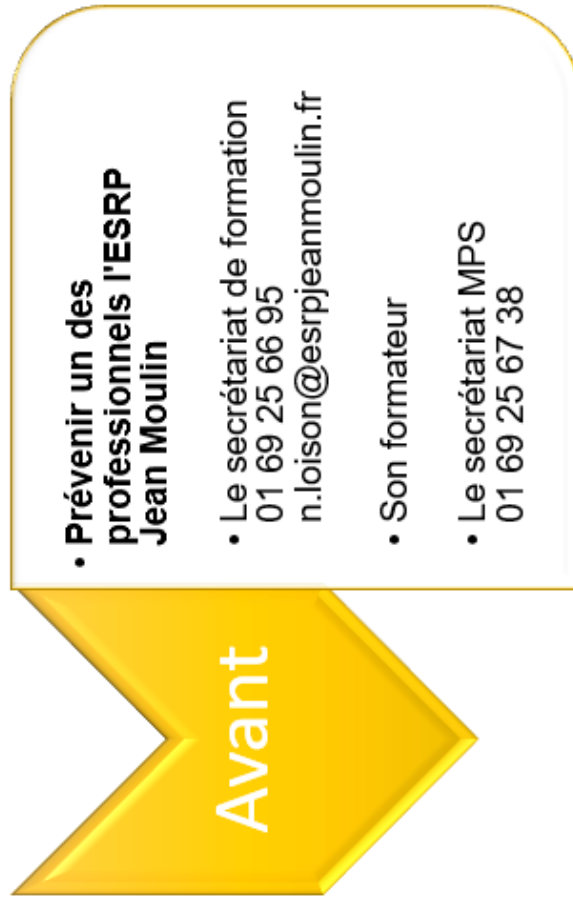 Avant
• Prévenir un des
professionnels l'ESRP
Jean Moulin
• Le secrétariat de formation
01 69 25 66 95
n.loison@esrpjeanmoulin.fr
• Son formateur
• Le secrétariat MPS
01 69 25 67 38